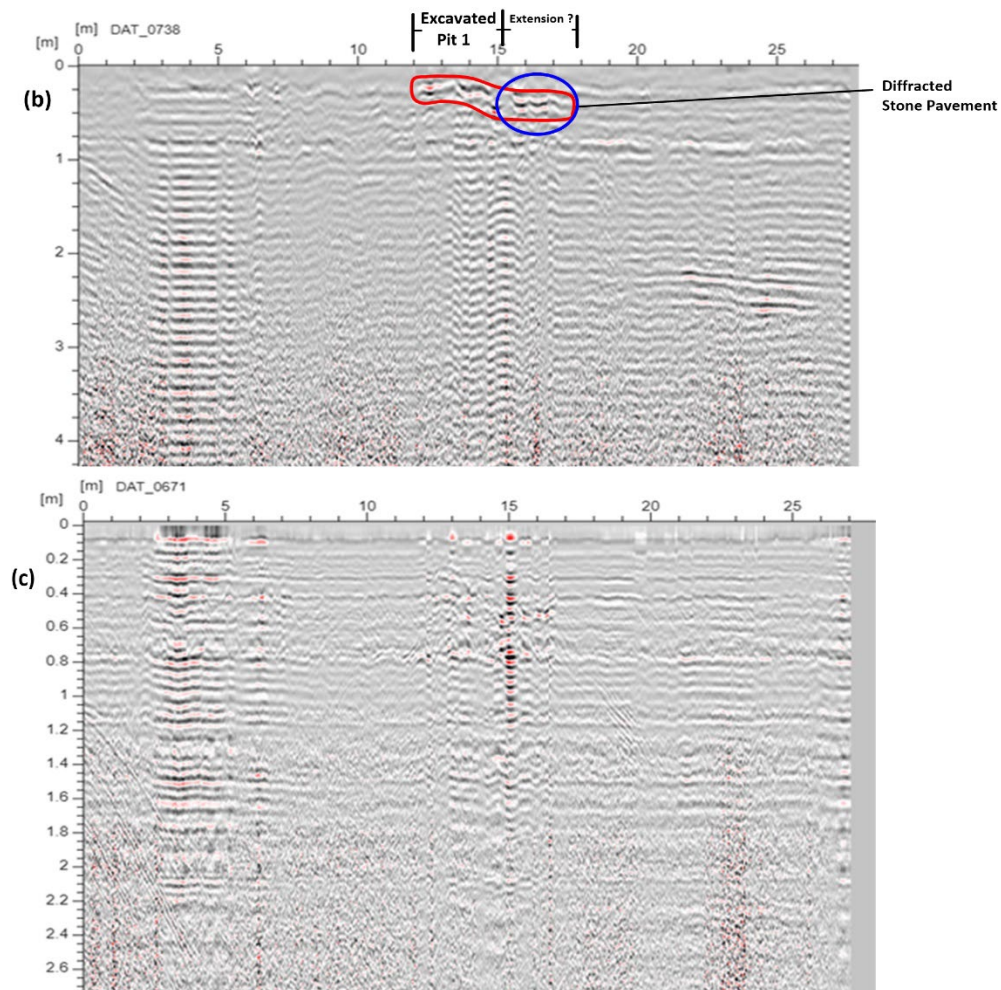 Excavated Extension ?
Pit 1
[m] DAT_0738
[m] 0 5 15 20 25
0
(b)
Diffracted
Stone Pavement
1
2
3
4
[m] DAT_0671
[m] 0 5 10 15 20 25
0
0.2
(c)
0.4
0.6
0.8
1
1.2
1.4
1.6
1.8
2
2.2
2.4
2.6